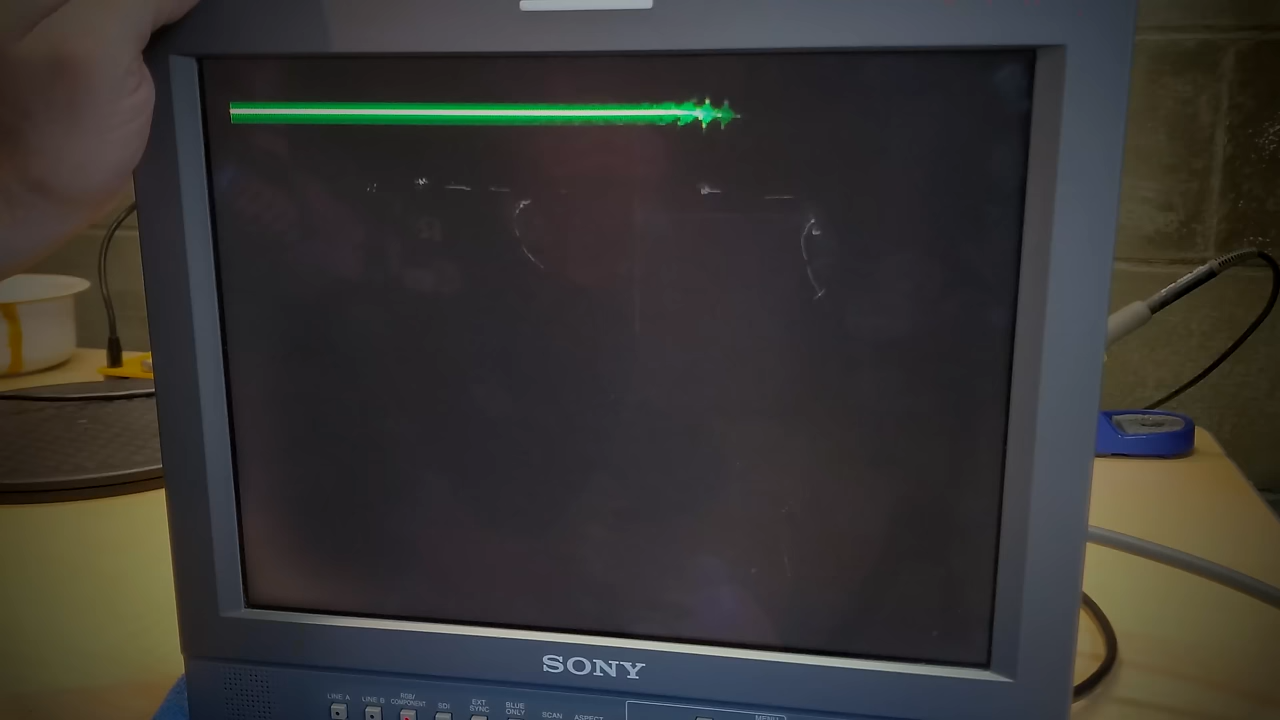 SONY
LINE A
LINE B
RGB/
COMPONENT
SDI
EXT
SYNC
BLUE
ONLY
SCAN
ASPECT
MENU